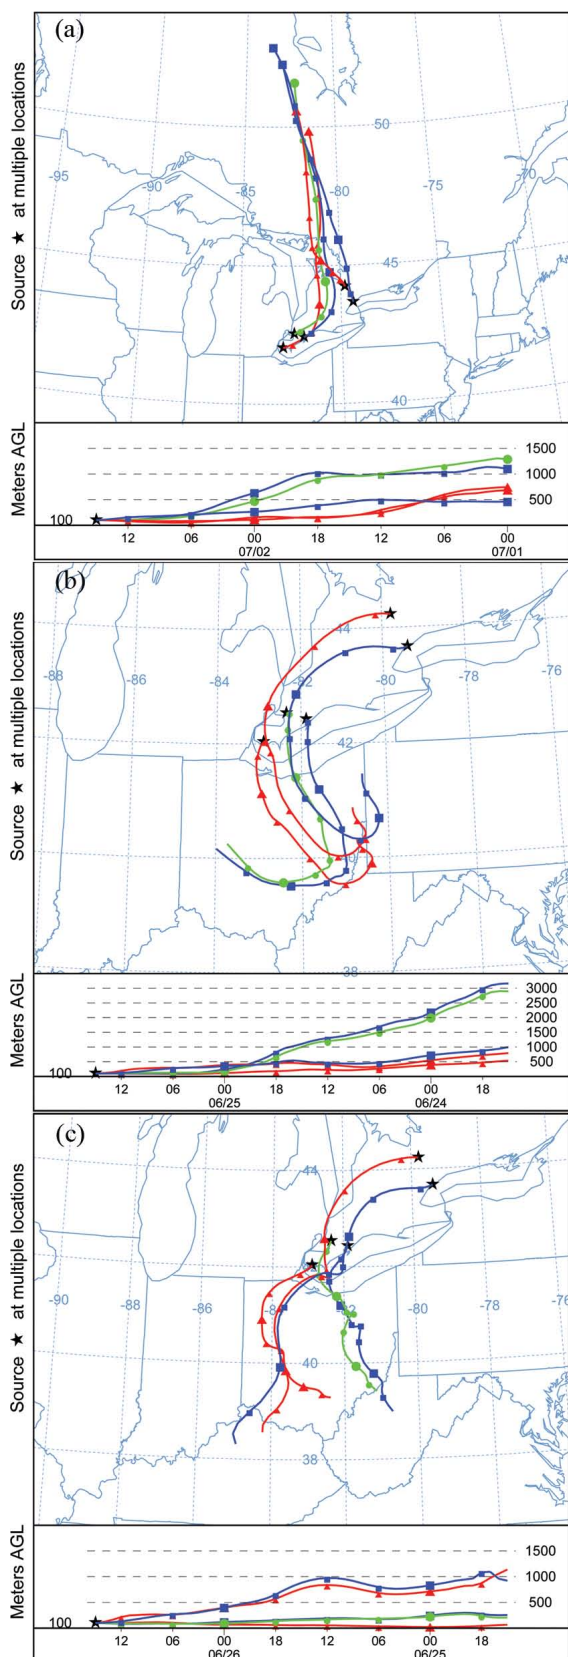 (a)
Source ★ at multiple locations
-95
-90
-85
-80
-75
-70
50
45
40
Meters AGL
1500
1000
500
100
12 06 00 18 12 06 00
07/02 07/01
(b)
Source ★ at multiple locations
44
-88 -86 -84 -82 -80 -78 -76
42
40
38
Meters AGL
3000
2500
2000
1500
1000
500
100
12 06 00 18 12 06 00 18
06/25 06/24
(c)
Source ★ at multiple locations
44
42
-90 -88 -86 -84 -82 -80 -78 -76
40
38
Meters AGL
1500
1000
500
100
12 06 00 18 12 06 00 18
06/26 06/25